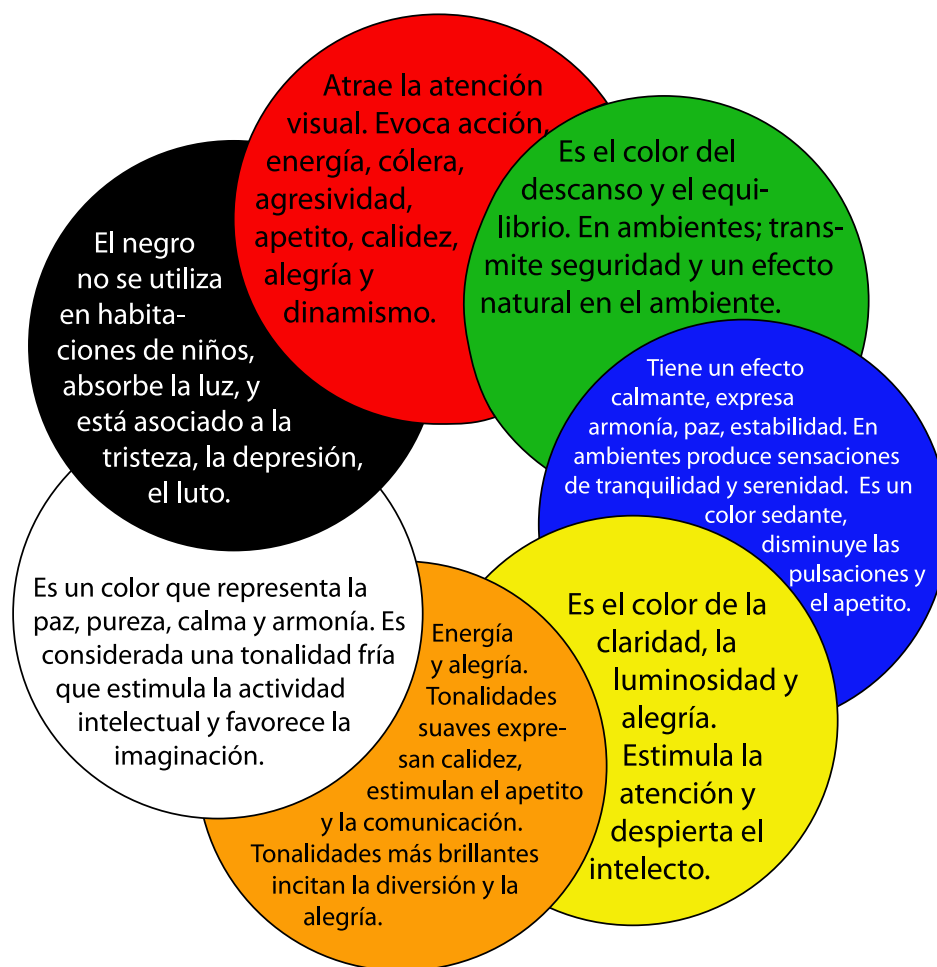 Atrae la atención
visual. Evoca acción,
energía, cólera,
agresividad,
apetito, calidez,
alegría y
dinamismo.
Es el color del
descanso y el equi-
librio. En ambientes; trans-
mite seguridad y un efecto
natural en el ambiente.
Tiene un efecto
calmante, expresa
armonía, paz, estabilidad. En
ambientes produce sensaciones
de tranquilidad y serenidad. Es un
color sedante,
disminuye las
pulsaciones y
el apetito.
Es el color de la
claridad, la
luminosidad y
alegría.
Estimula la
atención y
despierta el
intelecto.
Energía
y alegría.
Tonalidades
suaves expre-
san calidez,
estimulan el apetito
y la comunicación.
Tonalidades más brillantes
incitan la diversión y la
alegría.
Es un color que representa la
paz, pureza, calma y armonía. Es
considerada una tonalidad fría
que estimula la actividad
intelectual y favorece la
imaginación.
El negro
no se utiliza
en habita-
ciones de niños,
absorbe la luz, y
está asociado a la
tristeza, la depresión,
el luto.